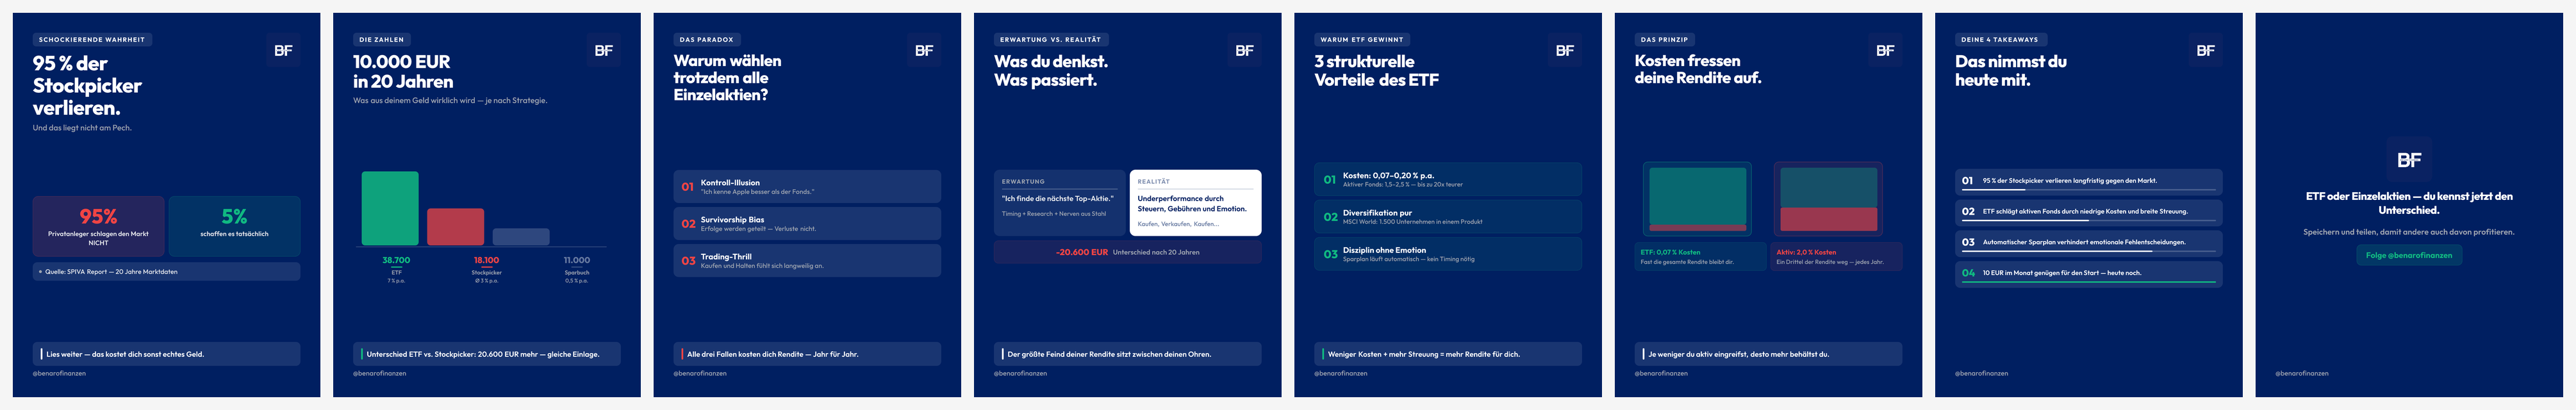 SCHOCKIERENDE WAHRHEIT
BF
95 % der
Stockpicker
verlieren.
Und das liegt nicht am Pech.
95%
Privatanleger schlagen den Markt
NICHT
5%
schaffen es tatsächlich
Quelle: SPIVA Report — 20 Jahre Marktdaten
Lies weiter — das kostet dich sonst echtes Geld.
@benarofinanzen
DIE ZAHLEN
BF
10.000 EUR
in 20 Jahren
Was aus deinem Geld wirklich wird — je nach Strategie.
38.700
ETF
7 % p.a.
18.100
Stockpicker
Ø 3 % p.a.
11.000
Sparbuch
0,5 % p.a.
Unterschied ETF vs. Stockpicker: 20.600 EUR mehr — gleiche Einlage.
@benarofinanzen
DAS PARADOX
BF
Warum wählen
trotzdem alle
Einzelaktien?
01 Kontroll-Illusion
"Ich kenne Apple besser als der Fonds."
02 Survivorship Bias
Erfolge werden geteilt — Verluste nicht.
03 Trading-Thrill
Kaufen und Halten fühlt sich langweilig an.
Alle drei Fallen kosten dich Rendite — Jahr für Jahr.
@benarofinanzen
ERWARTUNG VS. REALITÄT
BF
Was du denkst.
Was passiert.
ERWARTUNG
"Ich finde die nächste Top-Aktie."
Timing + Research + Nerven aus Stahl
REALITÄT
Underperformance durch
Steuern, Gebühren und Emotion.
Kaufen, Verkaufen, Kaufen...
-20.600 EUR Unterschied nach 20 Jahren
Der größte Feind deiner Rendite sitzt zwischen deinen Ohren.
@benarofinanzen
WARUM ETF GEWINNT
BF
3 strukturelle
Vorteile des ETF
01 Kosten: 0,07–0,20 % p.a.
Aktiver Fonds: 1,5–2,5 % — bis zu 20x teurer
02 Diversifikation pur
MSCI World: 1.500 Unternehmen in einem Produkt
03 Disziplin ohne Emotion
Sparplan läuft automatisch — kein Timing nötig
Weniger Kosten + mehr Streuung = mehr Rendite für dich.
@benarofinanzen
DAS PRINZIP
BF
Kosten fressen
deine Rendite auf.
ETF: 0,07 % Kosten
Fast die gesamte Rendite bleibt dir.
Aktiv: 2,0 % Kosten
Ein Drittel der Rendite weg — jedes Jahr.
Je weniger du aktiv eingreifst, desto mehr behältst du.
@benarofinanzen
DEINE 4 TAKEAWAYS
BF
Das nimmst du
heute mit.
01 95 % der Stockpicker verlieren langfristig gegen den Markt.
02 ETF schlägt aktiven Fonds durch niedrige Kosten und breite Streuung.
03 Automatischer Sparplan verhindert emotionale Fehlentscheidungen.
04 10 EUR im Monat genügen für den Start — heute noch.
@benarofinanzen
BF
ETF oder Einzelaktien — du kennst jetzt den
Unterschied.
Speichern und teilen, damit andere auch davon profitieren.
Folge @benarofinanzen
@benarofinanzen